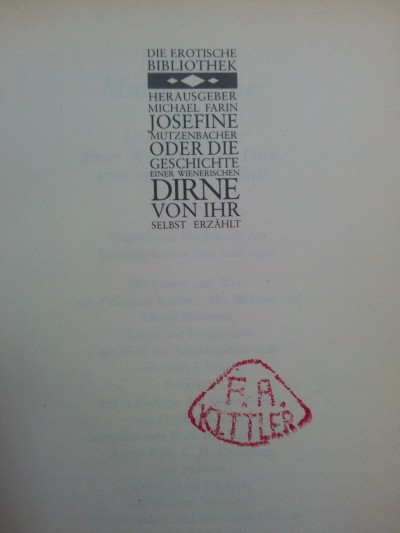 DIE EROTISCHE
BIBLIOTHEK
HERAUSGEBER
MICHAEL FARIN
JOSEFINE
MUTZENBACHER
ODER DIE
GESCHICHTE
EINER WIENERISCHEN
DIRNE
VON IHR
SELBST ERZÄHLT
F. A.
KITTLER